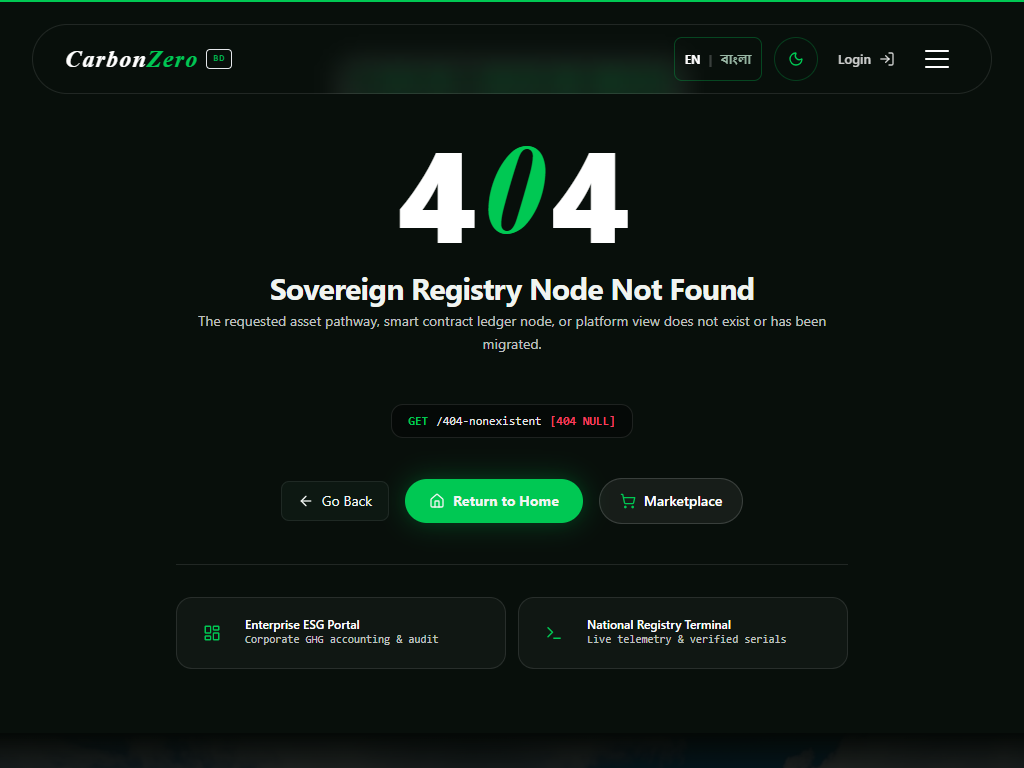 CarbonZero BD
EN | বাংলা
Login
404
Sovereign Registry Node Not Found
The requested asset pathway, smart contract ledger node, or platform view does not exist or has been
migrated.
GET /404-nonexistent [404 NULL]
Go Back
Return to Home
Marketplace
Enterprise ESG Portal
Corporate GHG accounting & audit
National Registry Terminal
Live telemetry & verified serials